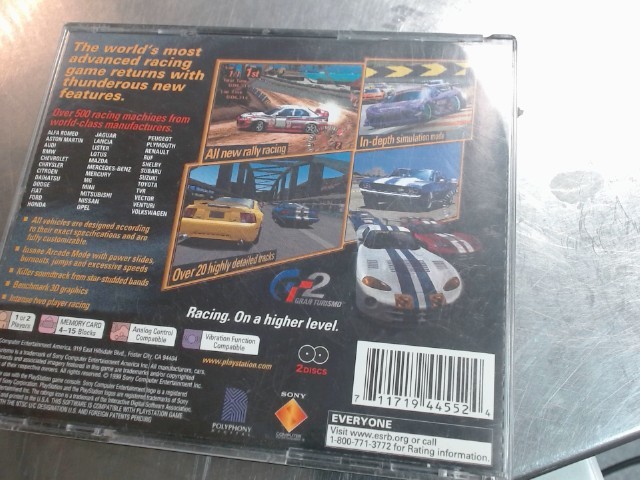 The world's most
advanced racing
game returns with
thunderous new
features.
Over 500 racing machines from
world-class manufacturers.
ALFA ROMEO JAGUAR PEUGEOT
ASTON MARTIN LANCIA PLYMOUTH
AUDI LISTER RENAULT
BMW LOTUS RUF
CHEVROLET MAZDA SHELBY
CHRYSLER MERCEDES-BENZ SUBARU
CITROEN MERCURY SUZUKI
DAIHATSU MG TOYOTA
DODGE MINI TVR
FIAT MITSUBISHI VECTOR
FORD NISSAN VENTURI
HONDA OPEL VOLKSWAGEN
All vehicles are designed according
to their exact specifications and are
fully customizable.
Arcade Mode with power slides,
burnouts, jumps and excessive speeds
Killer soundtrack from star-studded bands
Benchmark 3D graphics
Intense two player racing
1st
All new rally racing
In-depth simulation mode
Over 20 highly detailed tracks
GT2
GRAN TURISMO
Racing. On a higher level.
1 or 2
Players
MEMORY CARD
4-15 Blocks
Analog Control
Compatible
Vibration Function
Compatible
www.playstation.com
2 DISCS
Computer Entertainment America, 919 East Hillsdale Blvd., Foster City, CA 94404
POLYPHONY
DIGITAL
SONY
COMPUTER
7 11719 44552 4
EVERYONE
Visit www.esrb.org or call
1-800-771-3772 for Rating information.